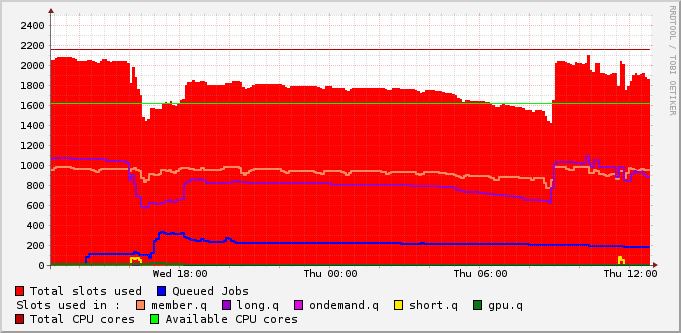 RRDTOOL / TOBI OETIKER
2400
2200
2000
1800
1600
1400
1200
1000
800
600
400
200
0
Wed 18:00 Thu 00:00 Thu 06:00 Thu 12:00
Total slots used Queued Jobs
Slots used in : member.q long.q ondemand.q short.q gpu.q
Total CPU cores Available CPU cores